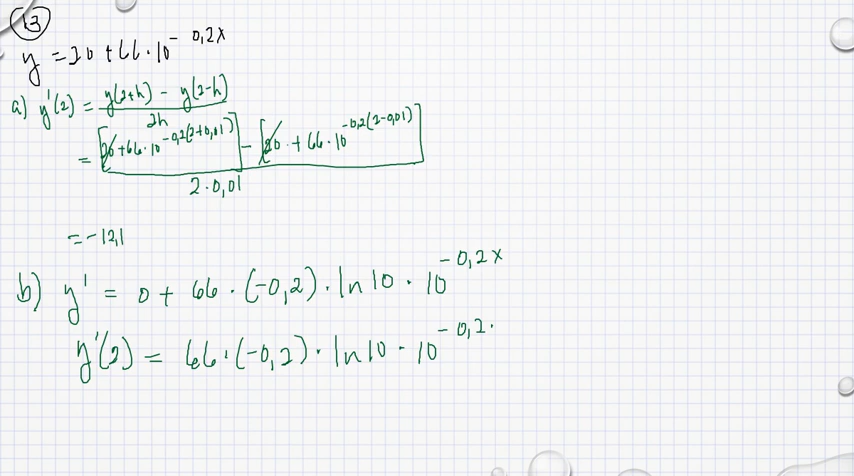 13
y = 20 + 66 · 10^(-0,2x)
a) y'(2) = (y(2+h) - y(2-h)) / 2h
= ([20 + 66 · 10^(-0,2(2+0,01))] - [20 + 66 · 10^(-0,2(2-0,01))]) / (2 · 0,01)
= -12,1
b) y' = 0 + 66 · (-0,2) · ln 10 · 10^(-0,2x)
y'(2) = 66 · (-0,2) · ln 10 · 10^(-0,2·)